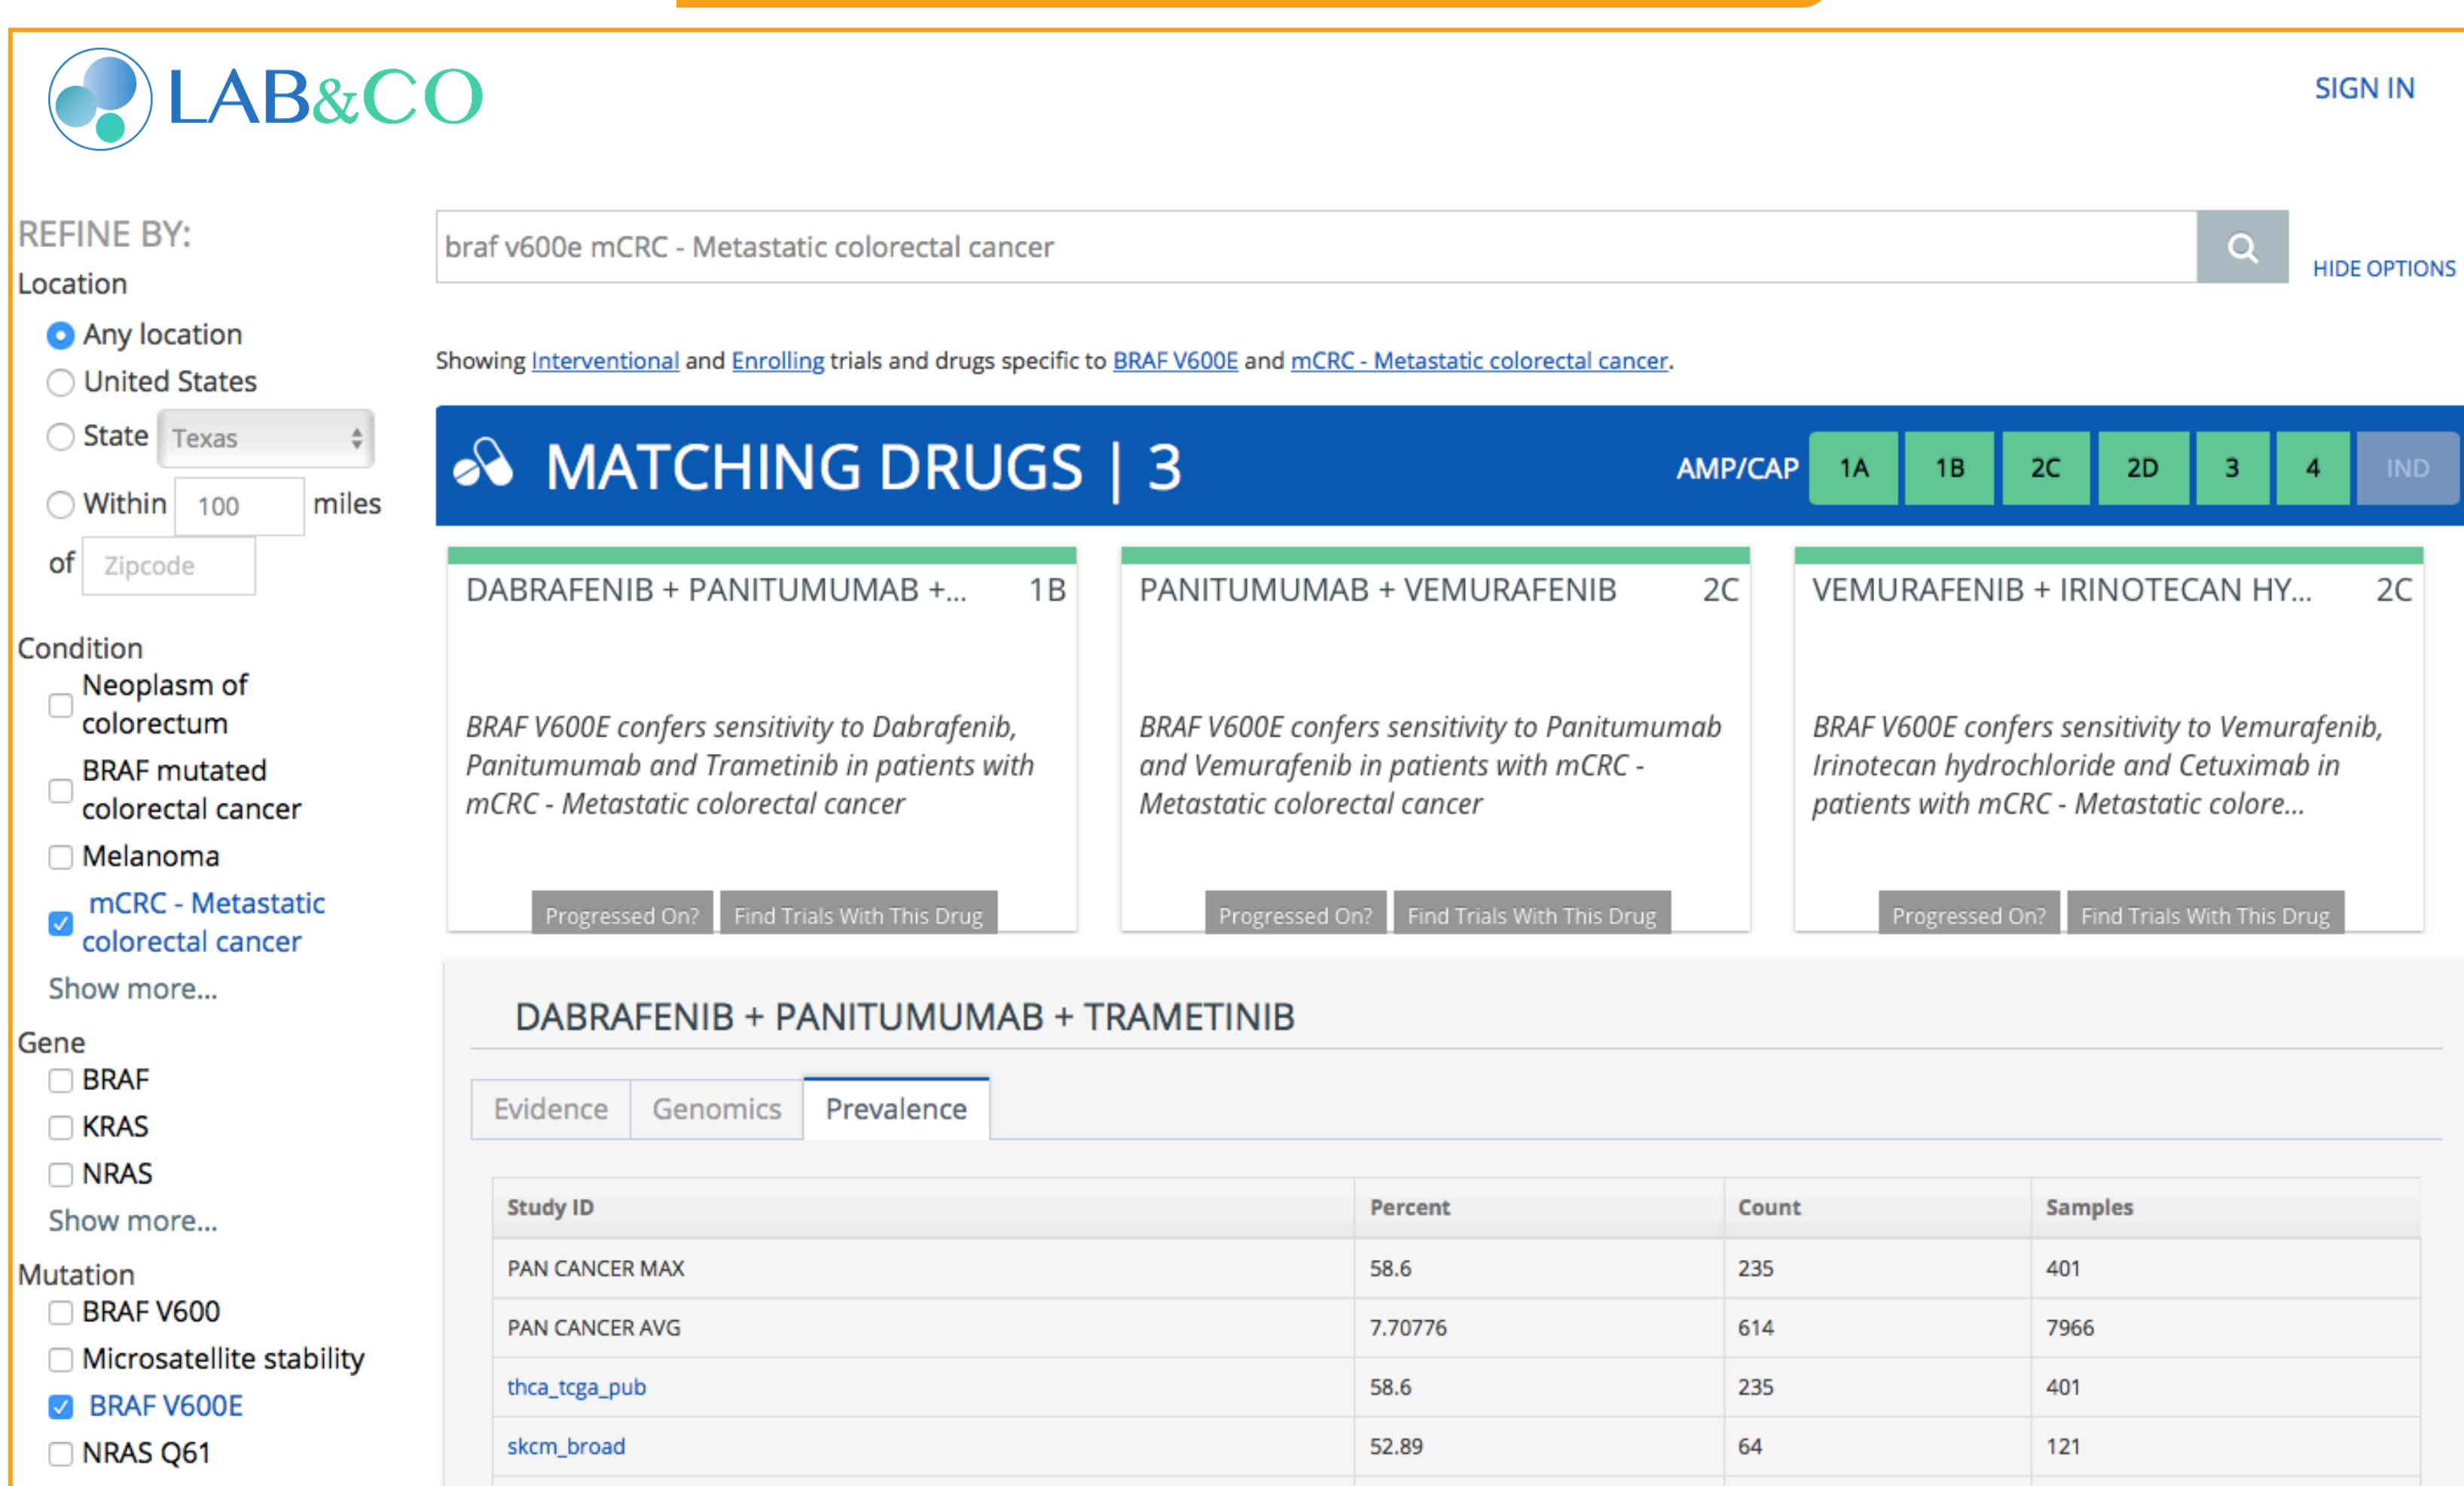 LAB&CO
SIGN IN
REFINE BY:
Location
Any location
United States
State Texas
Within 100 miles
of Zipcode
Condition
Neoplasm of
colorectum
BRAF mutated
colorectal cancer
Melanoma
mCRC - Metastatic
colorectal cancer
Show more...
Gene
BRAF
KRAS
NRAS
Show more...
Mutation
BRAF V600
Microsatellite stability
BRAF V600E
NRAS Q61
braf v600e mCRC - Metastatic colorectal cancer
HIDE OPTIONS
Showing Interventional and Enrolling trials and drugs specific to BRAF V600E and mCRC - Metastatic colorectal cancer.
MATCHING DRUGS | 3
AMP/CAP 1A 1B 2C 2D 3 4 IND
DABRAFENIB + PANITUMUMAB +... 1B
BRAF V600E confers sensitivity to Dabrafenib,
Panitumumab and Trametinib in patients with
mCRC - Metastatic colorectal cancer
Progressed On? Find Trials With This Drug
PANITUMUMAB + VEMURAFENIB 2C
BRAF V600E confers sensitivity to Panitumumab
and Vemurafenib in patients with mCRC -
Metastatic colorectal cancer
Progressed On? Find Trials With This Drug
VEMURAFENIB + IRINOTECAN HY... 2C
BRAF V600E confers sensitivity to Vemurafenib,
Irinotecan hydrochloride and Cetuximab in
patients with mCRC - Metastatic colore...
Progressed On? Find Trials With This Drug
DABRAFENIB + PANITUMUMAB + TRAMETINIB
Evidence Genomics Prevalence
Study ID Percent Count Samples
PAN CANCER MAX 58.6 235 401
PAN CANCER AVG 7.70776 614 7966
thca_tcga_pub 58.6 235 401
skcm_broad 52.89 64 121